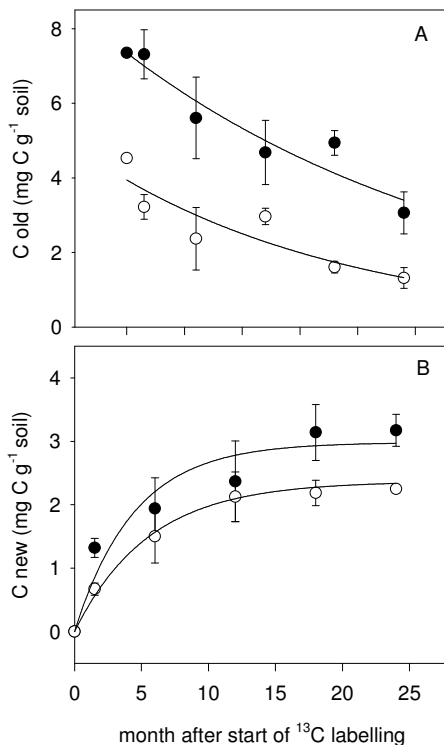 A
8
6
4
2
0
C old (mg C g⁻¹ soil)
B
4
3
2
1
0
C new (mg C g⁻¹ soil)
0 5 10 15 20 25
month after start of ¹³C labelling